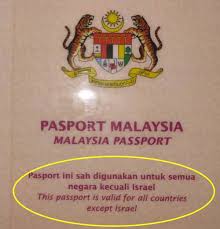 PASPORT MALAYSIA
MALAYSIA PASSPORT
Pasport ini sah digunakan untuk semua
negara kecuali Israel
This passport is valid for all countries
except Israel